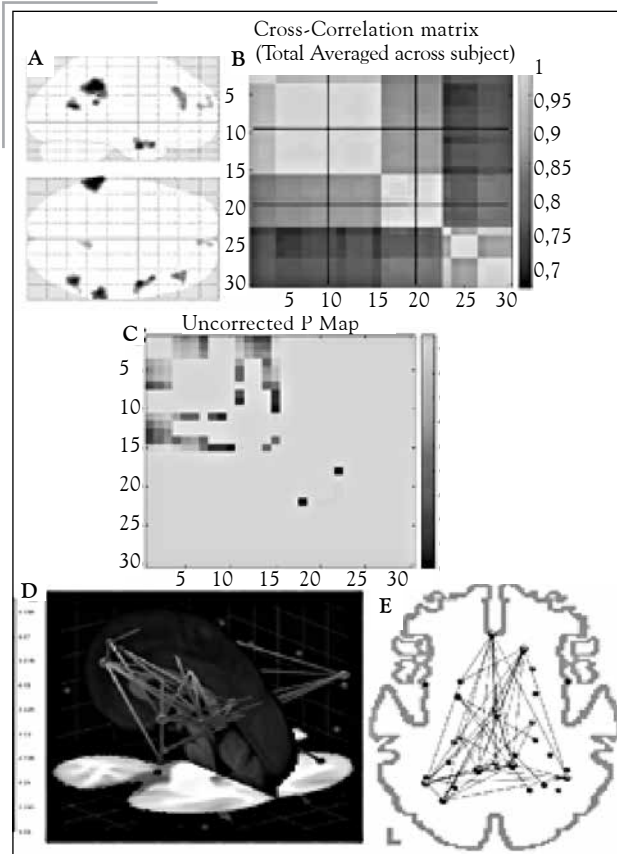 Cross-Correlation matrix
(Total Averaged across subject)
A
B
5
10
15
20
25
30
5 10 15 20 25 30
1
0,95
0,9
0,85
0,8
0,75
0,7
C
Uncorrected P Map
5
10
15
20
25
30
5 10 15 20 25 30
D
E
L